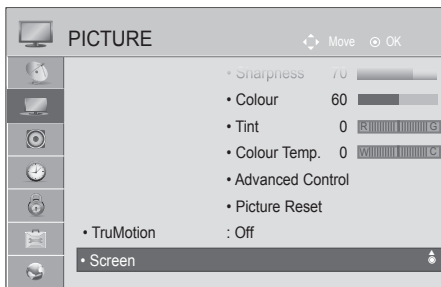 PICTURE Move OK
• Sharpness 70
• Colour 60
• Tint 0 R G
• Colour Temp. 0 W C
• Advanced Control
• Picture Reset
• TruMotion : Off
• Screen